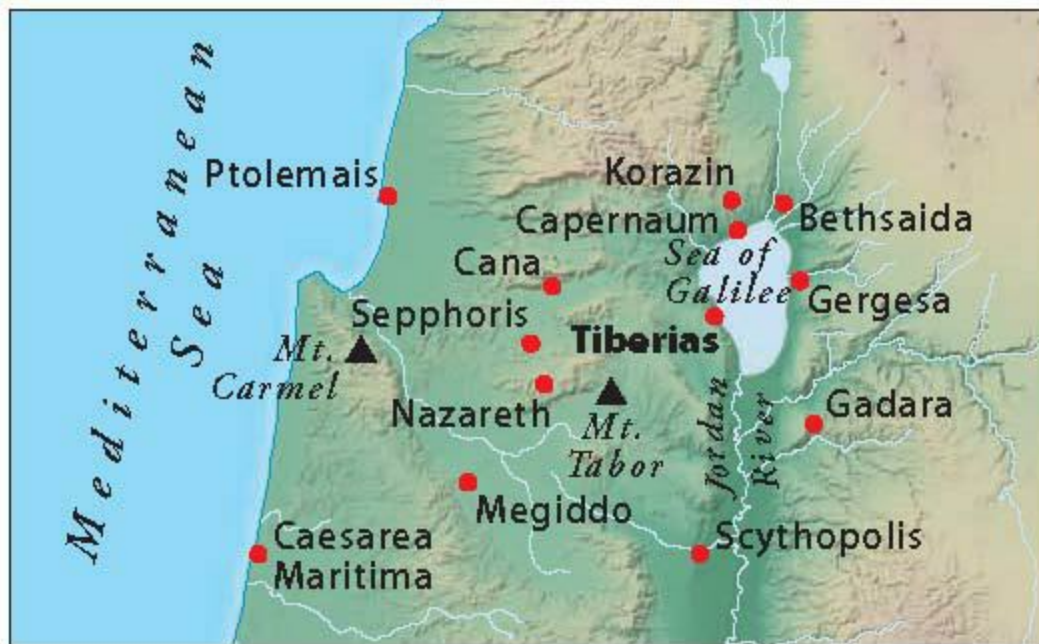 Mediterranean
Sea
Ptolemais
Korazin
Capernaum
Bethsaida
Sea of
Galilee
Cana
Gergesa
Sepphoris
Tiberias
Mt.
Carmel
Nazareth
Mt.
Tabor
Jordan
River
Gadara
Megiddo
Scythopolis
Caesarea
Maritima